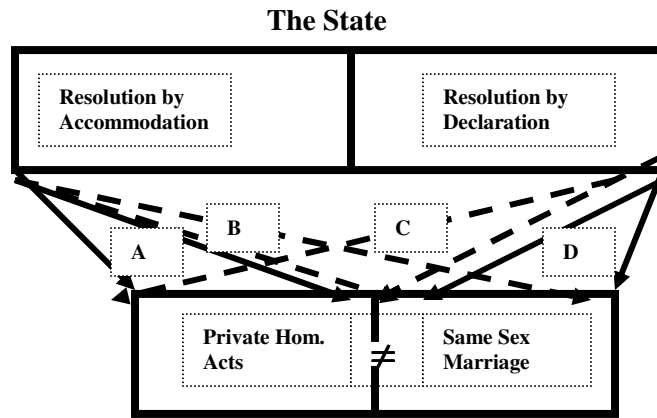 The State
Resolution by
Accommodation
Resolution by
Declaration
A
B
C
D
Private Hom.
Acts
≠
Same Sex
Marriage